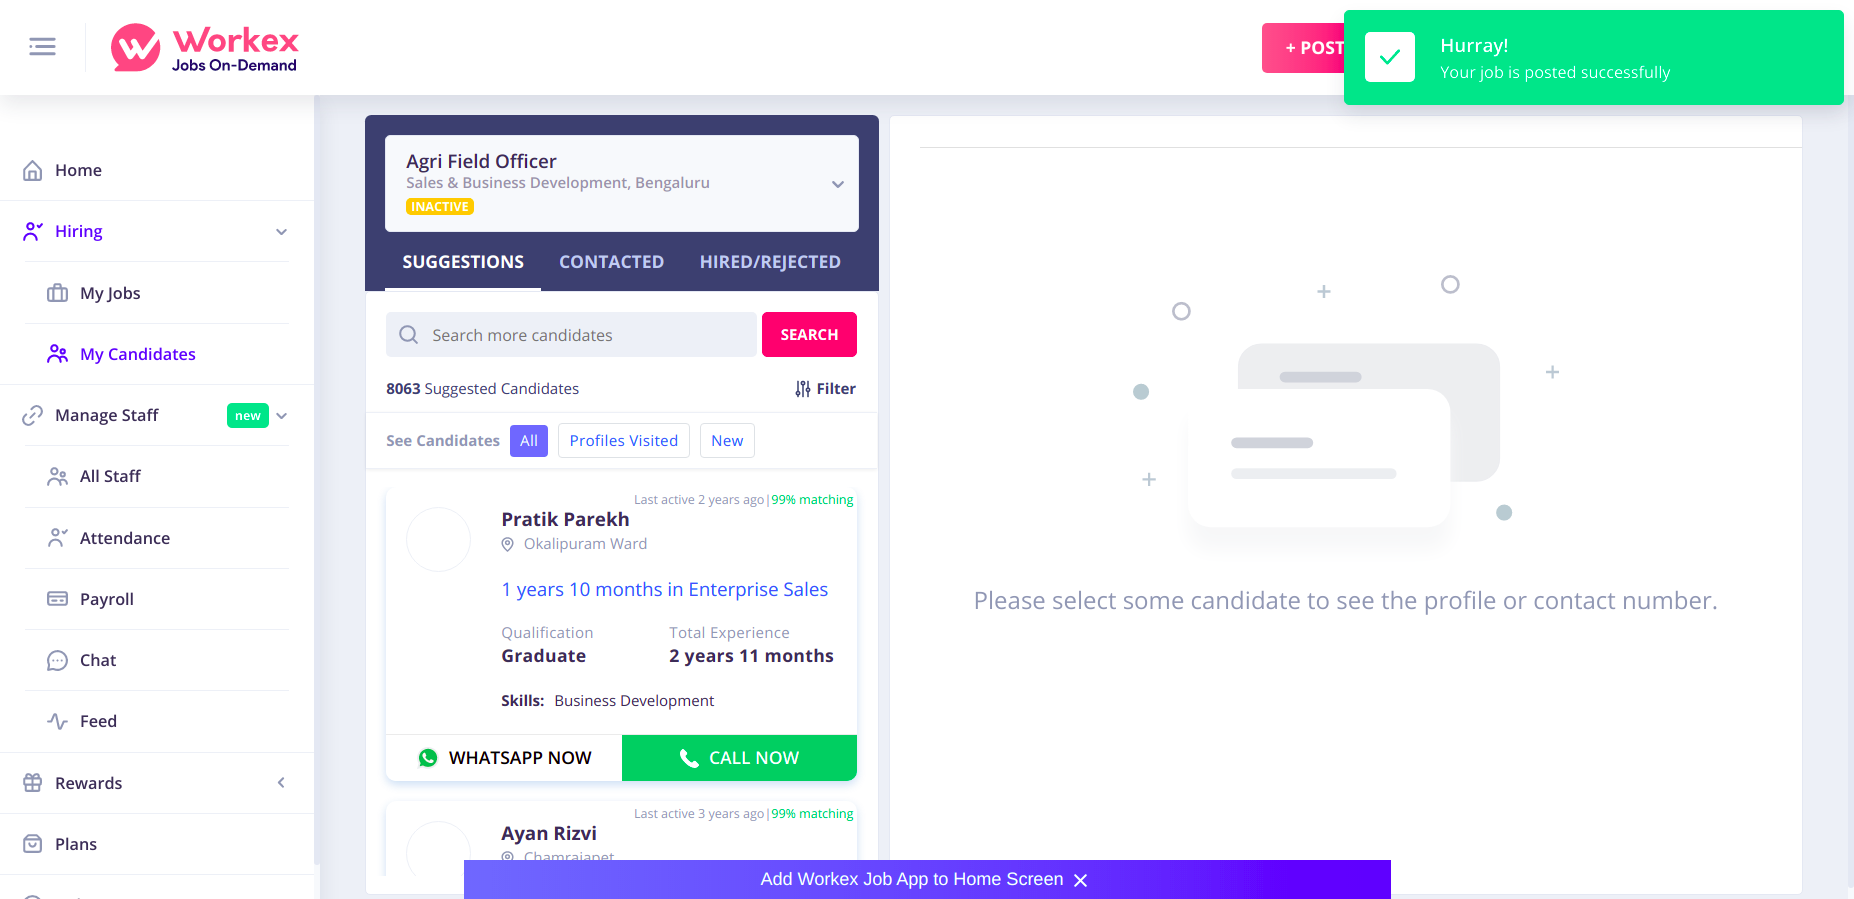 Workex
Jobs On-Demand
+ POST
Hurray!
Your job is posted successfully
Home
Hiring
My Jobs
My Candidates
Manage Staff new
All Staff
Attendance
Payroll
Chat
Feed
Rewards
Plans
Agri Field Officer
Sales & Business Development, Bengaluru
INACTIVE
SUGGESTIONS CONTACTED HIRED/REJECTED
Search more candidates SEARCH
8063 Suggested Candidates Filter
See Candidates All Profiles Visited New
Last active 2 years ago|99% matching
Pratik Parekh
Okalipuram Ward
1 years 10 months in Enterprise Sales
Qualification Total Experience
Graduate 2 years 11 months
Skills: Business Development
WHATSAPP NOW CALL NOW
Last active 3 years ago|99% matching
Ayan Rizvi
Chamrajapet
Please select some candidate to see the profile or contact number.
Add Workex Job App to Home Screen